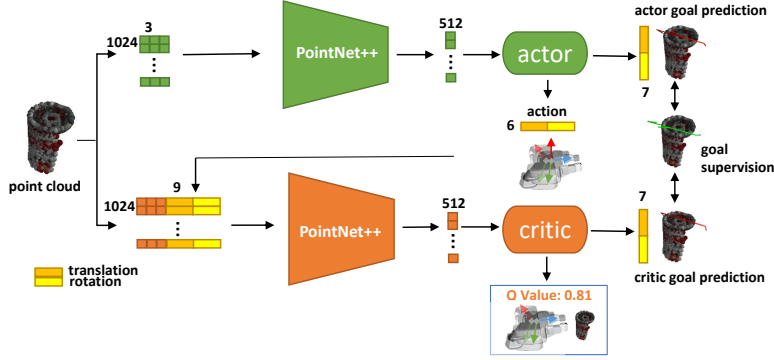 3
512
actor goal prediction
1024
PointNet++
actor
7
action
6
point cloud
goal
supervision
9
512
7
1024
PointNet++
critic
translation
rotation
critic goal prediction
Q Value: 0.81